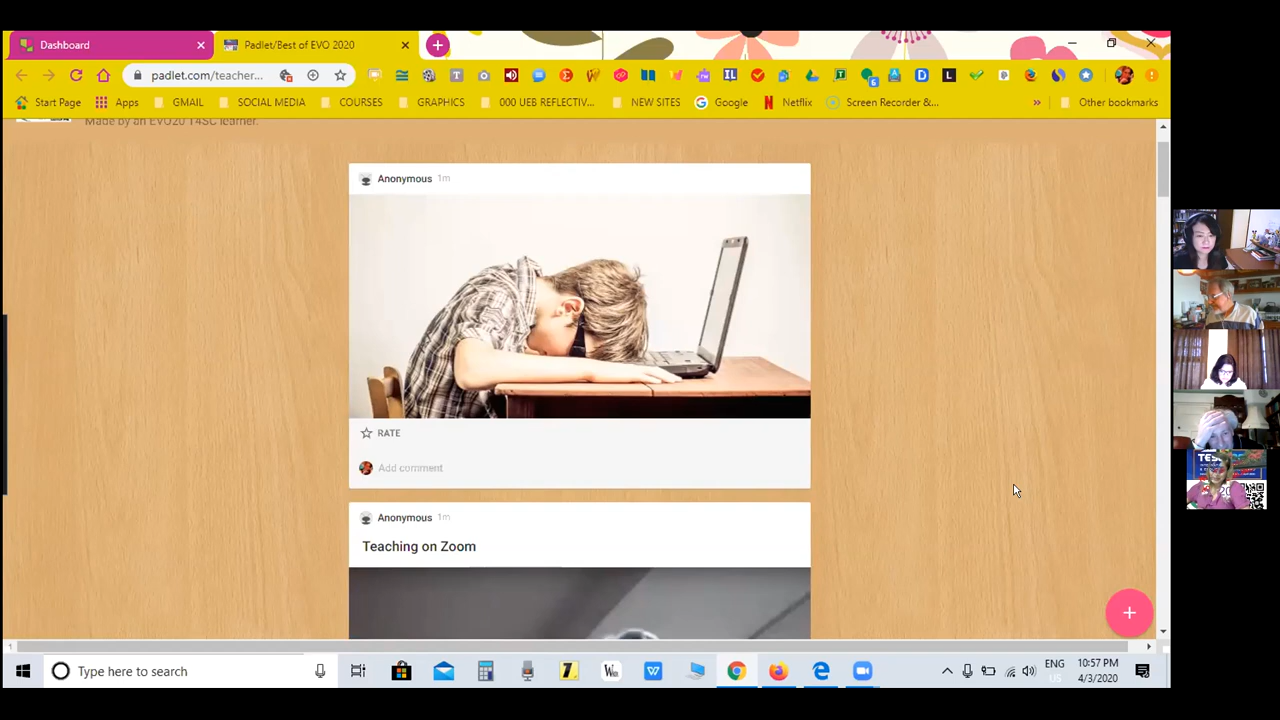 Dashboard
Padlet/Best of EVO 2020
padlet.com/teacher...
Start Page
Apps
GMAIL
SOCIAL MEDIA
COURSES
GRAPHICS
000 UEB REFLECTIV...
NEW SITES
Google
Netflix
Screen Recorder &...
»
Other bookmarks
Made by an EVO20 T4SC learner.
Anonymous 1m
RATE
Add comment
Anonymous 1m
Teaching on Zoom
Type here to search
ENG
US
10:57 PM
4/3/2020